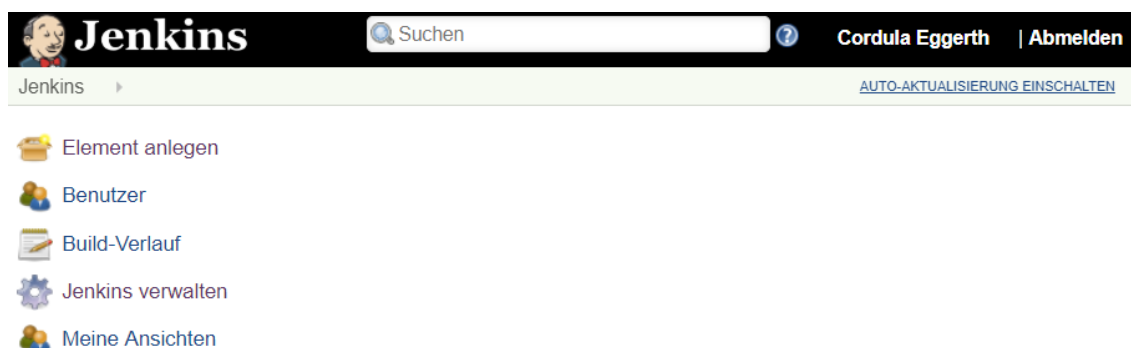 Jenkins Suchen Cordula Eggerth | Abmelden
Jenkins AUTO-AKTUALISIERUNG EINSCHALTEN
Element anlegen
Benutzer
Build-Verlauf
Jenkins verwalten
Meine Ansichten